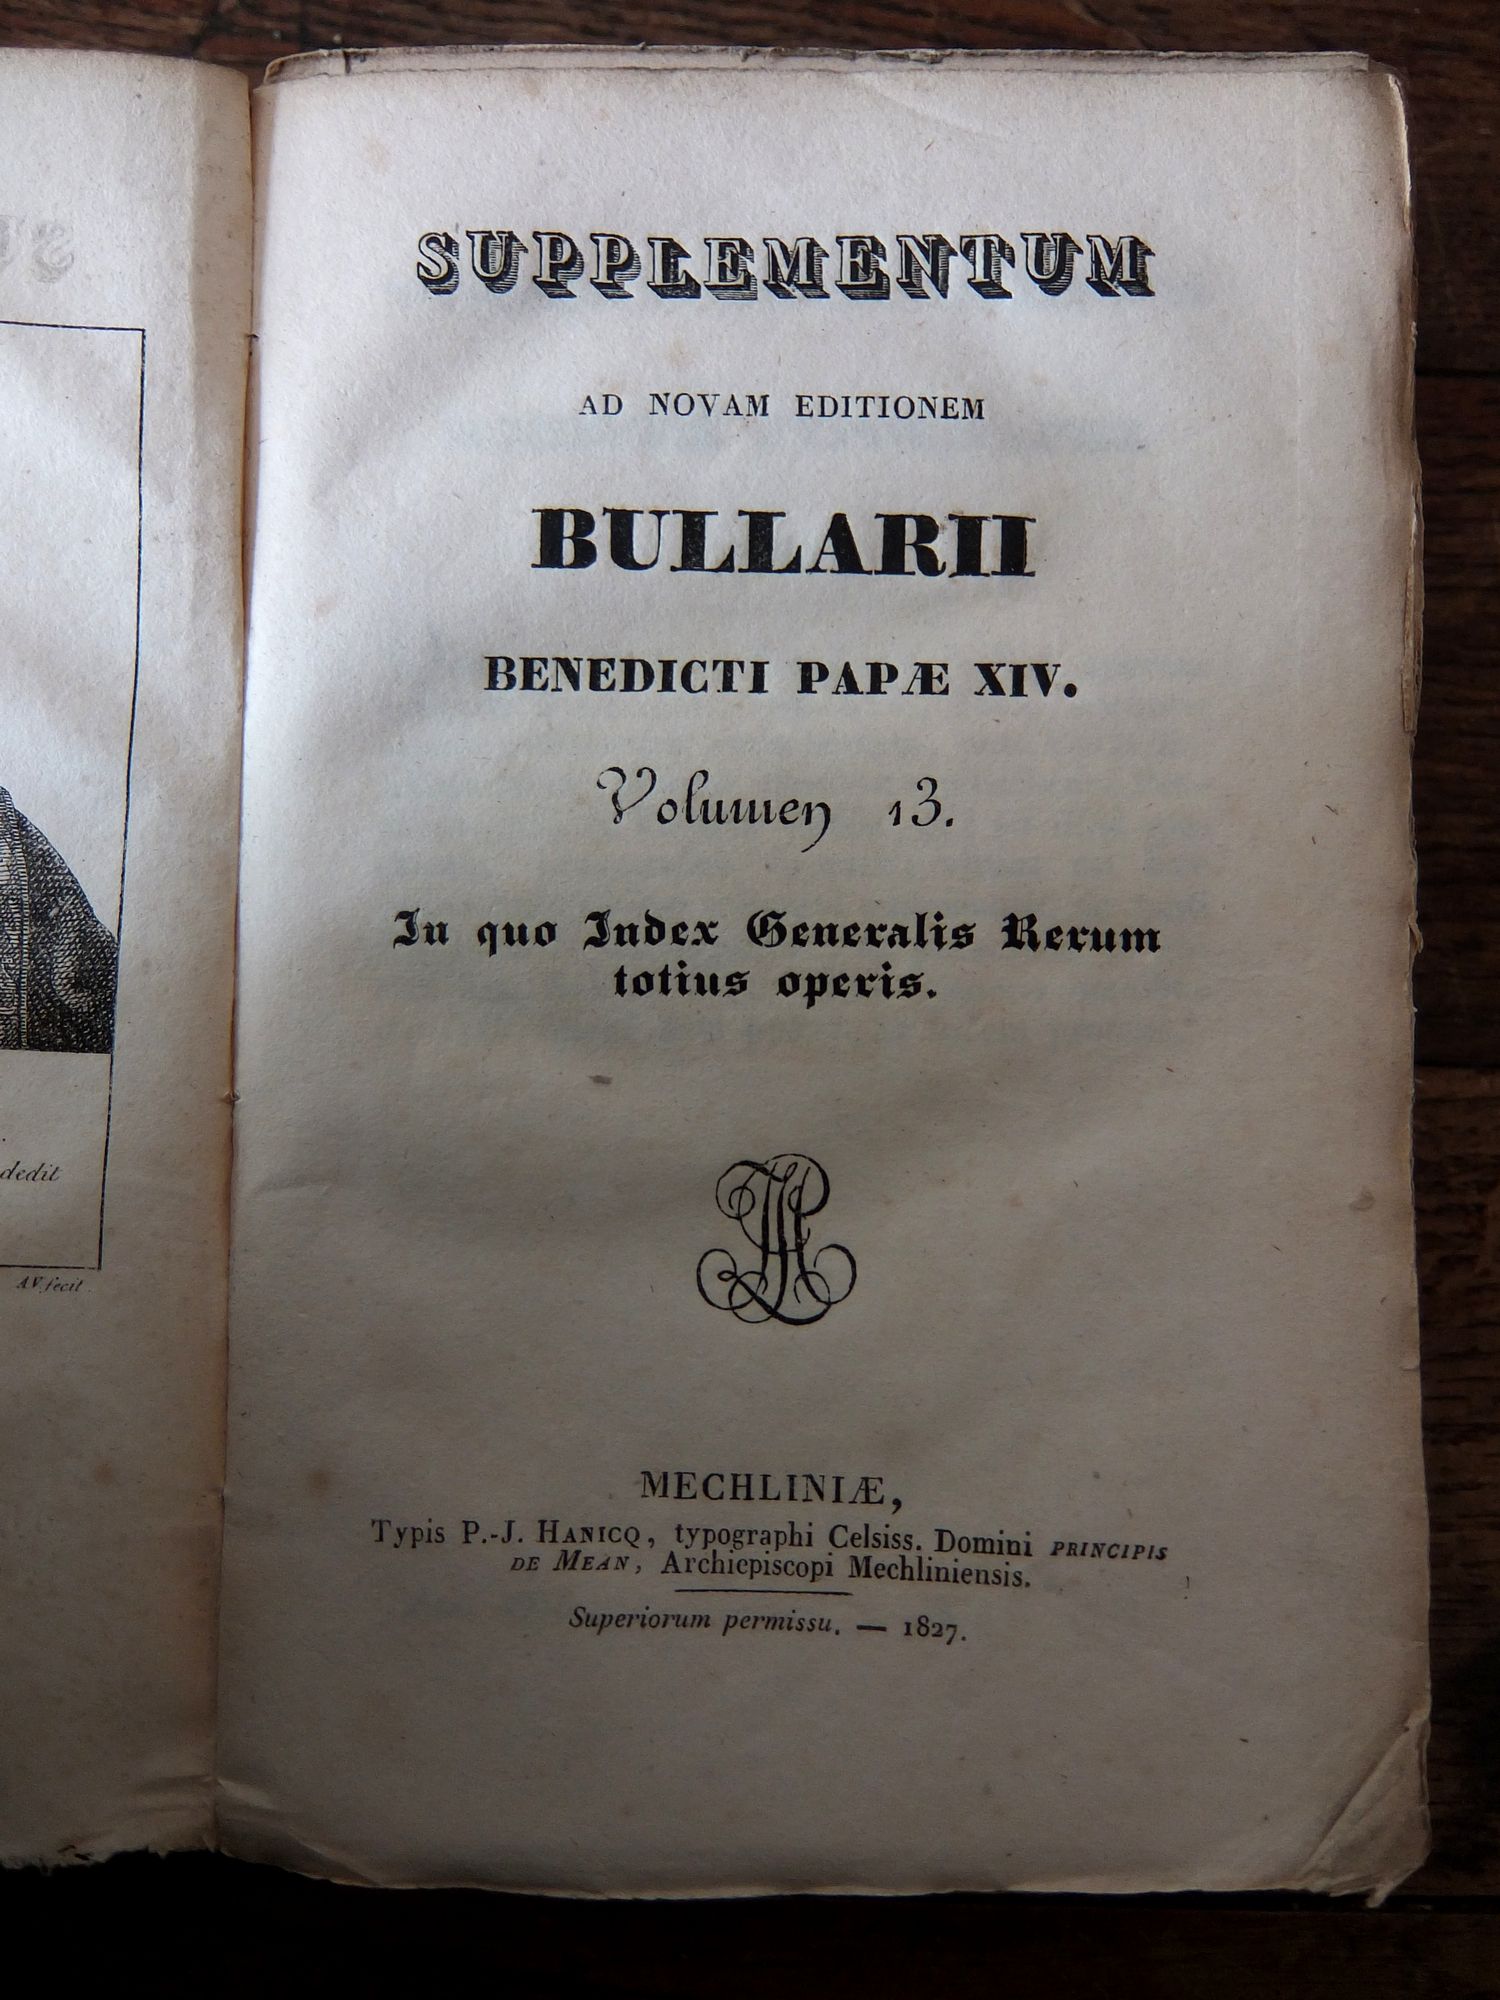 dedit
A.V. fecit.
SUPPLEMENTUM
AD NOVAM EDITIONEM
BULLARII
BENEDICTI PAPÆ XIV.
Volumen 13.
In quo Index Generalis Rerum
totius operis.
MECHLINIÆ,
Typis P.-J. HANICQ, typographi Celsiss. Domini PRINCIPIS
DE MEAN, Archiepiscopi Mechliniensis.
Superiorum permissu. — 1827.